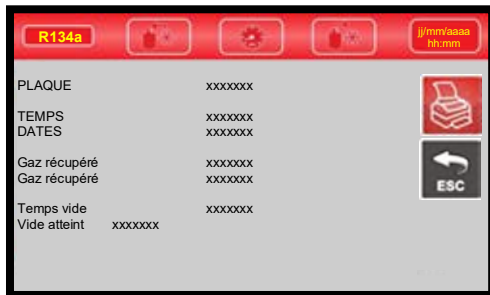 R134a
jj/mm/aaaa
hh:mm
PLAQUE xxxxxxx
TEMPS xxxxxxx
DATES xxxxxxx
Gaz récupéré xxxxxxx
Gaz récupéré xxxxxxx
Temps vide xxxxxxx
Vide atteint xxxxxxx
ESC